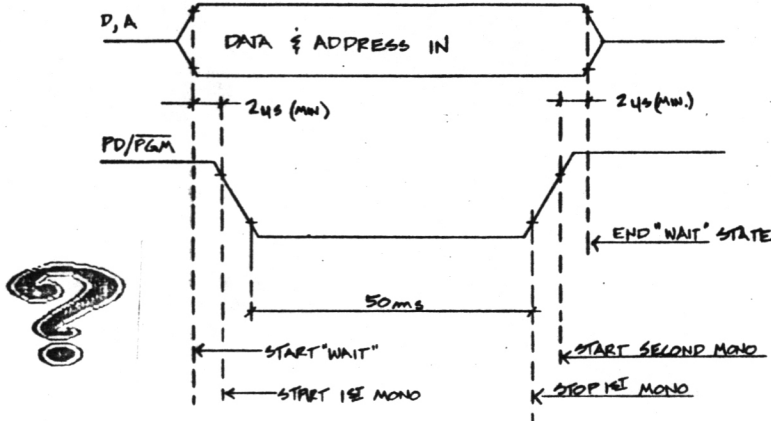 D, A
DATA & ADDRESS IN
2μs (MIN)
2μs (MIN.)
PD/PGM
END "WAIT" STATE
50ms
START "WAIT"
START SECOND MONO
START 1ST MONO
STOP 1ST MONO
?